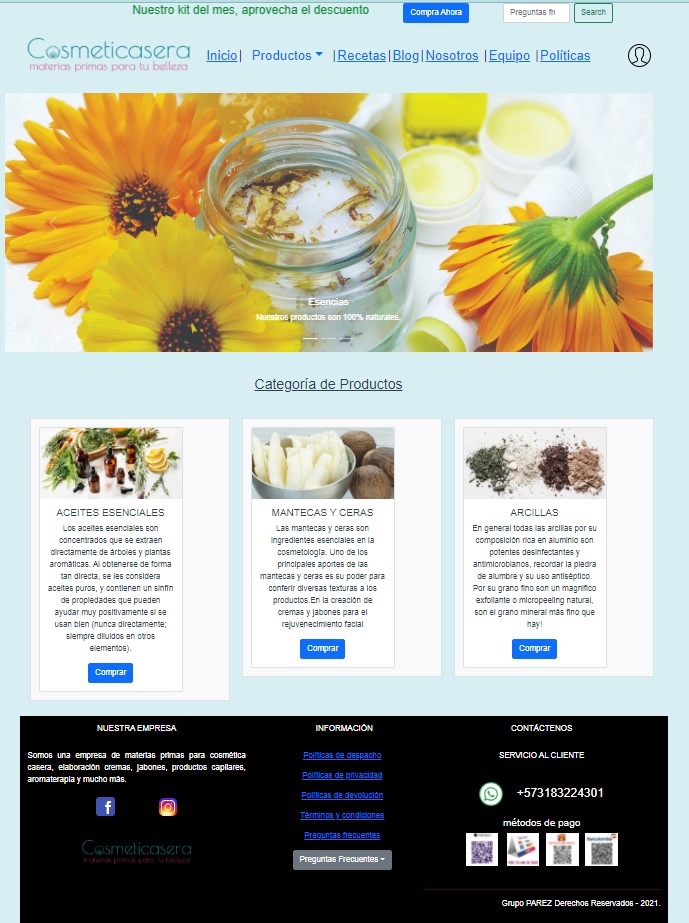 Nuestro kit del mes, aprovecha el descuento
Compra Ahora
Preguntas
Search
Cosmeticasera
materias primas para tu belleza
Inicio| Productos |Recetas|Blog|Nosotros |Equipo |Políticas
Esencias
Nuestros productos son 100% naturales.
Categoría de Productos
ACEITES ESENCIALES
Los aceites esenciales son
concentrados que se extraen
directamente de árboles y plantas
aromáticas. Al obtenerse de forma
tan directa, se les considera
aceites puros, y contienen un sinfín
de propiedades que pueden
ayudar muy positivamente si se
usan bien (nunca directamente;
siempre diluidos en otros
elementos).
Comprar
MANTECAS Y CERAS
Las mantecas y ceras son
ingredientes esenciales en la
cosmetología. Uno de los
principales aportes de las
mantecas y ceras es su poder para
conferir diversas texturas a los
productos.En la creación de
cremas y jabones para el
rejuvenecimiento facial
Comprar
ARCILLAS
En general todas las arcillas por su
composición rica en aluminio son
potentes desinfectantes y
antimicrobianos, recordar la piedra
de alumbre y su uso antiséptico.
Por su grano fino son un magnífico
exfoliante o micropeeling natural,
son el grano mineral más fino que
hay!
Comprar
NUESTRA EMPRESA
Somos una empresa de materias primas para cosmética
casera, elaboración cremas, jabones, productos capilares,
aromaterapia y mucho más.
Cosmeticasera
materias primas para tu belleza
INFORMACIÓN
Políticas de despacho
Políticas de privacidad
Políticas de devolución
Términos y condiciones
Preguntas frecuentes
Preguntas Frecuentes
CONTÁCTENOS
SERVICIO AL CLIENTE
+573183224301
métodos de pago
Bancolombia
Grupo PAREZ Derechos Reservados - 2021.